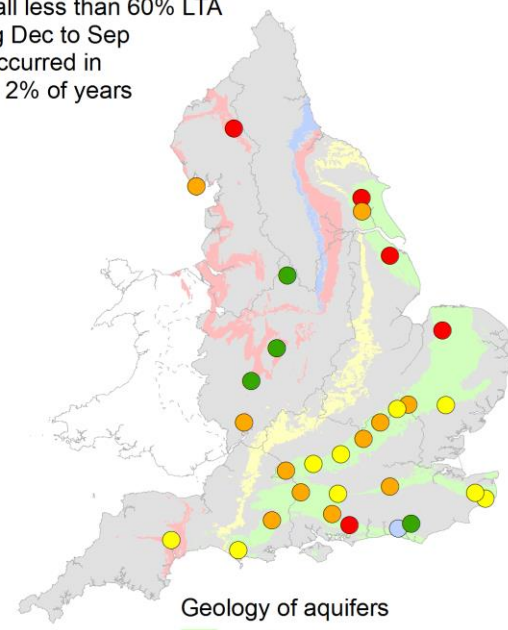 all less than 60% LTA
g Dec to Sep
ccurred in
2% of years
Geology of aquifers